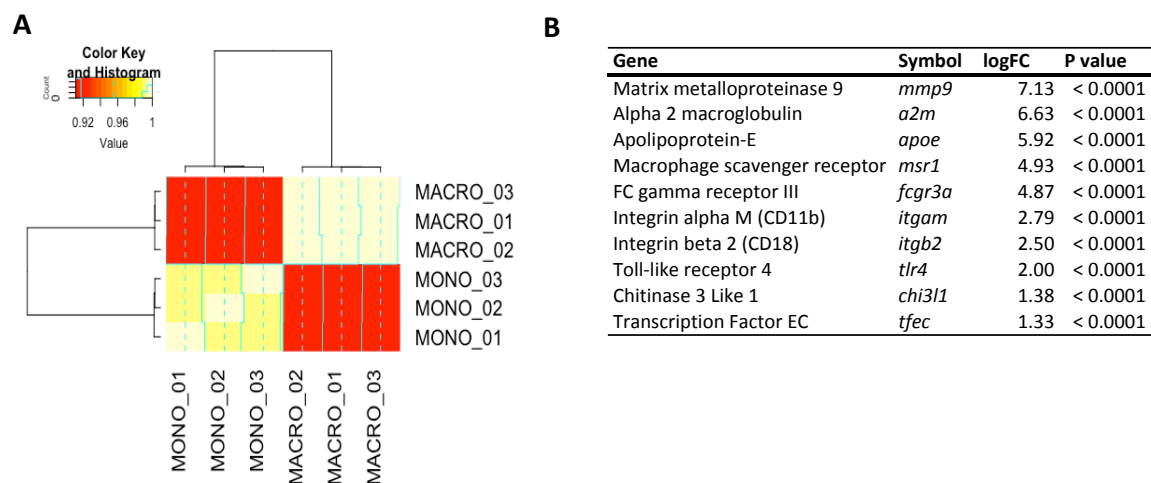 A
Color Key
and Histogram
Count
0
0.92 0.96 1
Value
MACRO_03
MACRO_01
MACRO_02
MONO_03
MONO_02
MONO_01
MONO_01
MONO_02
MONO_03
MACRO_02
MACRO_01
MACRO_03
B
Gene Symbol logFC P value
Matrix metalloproteinase 9 mmp9 7.13 < 0.0001
Alpha 2 macroglobulin a2m 6.63 < 0.0001
Apolipoprotein-E apoe 5.92 < 0.0001
Macrophage scavenger receptor msr1 4.93 < 0.0001
FC gamma receptor III fcgr3a 4.87 < 0.0001
Integrin alpha M (CD11b) itgam 2.79 < 0.0001
Integrin beta 2 (CD18) itgb2 2.50 < 0.0001
Toll-like receptor 4 tlr4 2.00 < 0.0001
Chitinase 3 Like 1 chi3l1 1.38 < 0.0001
Transcription Factor EC tfec 1.33 < 0.0001